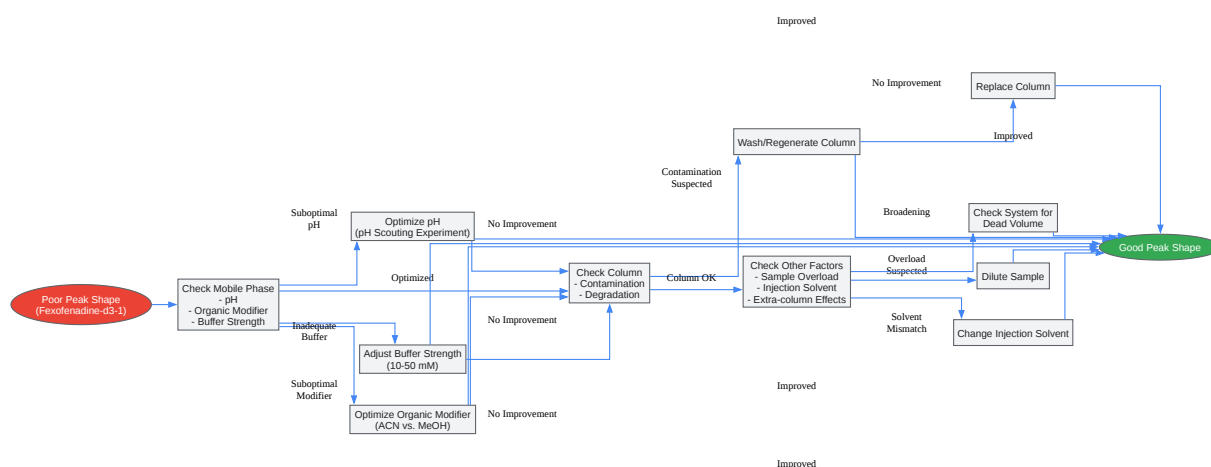 Improved
No Improvement
Replace Column
Wash/Regenerate Column
Improved
Contamination
Suspected
Suboptimal
pH
Optimize pH
(pH Scouting Experiment)
No Improvement
Broadening
Check System for
Dead Volume
Good Peak Shape
Poor Peak Shape
(Fexofenadine-d3-1)
Check Mobile Phase
- pH
- Organic Modifier
- Buffer Strength
Optimized
Check Column
- Contamination
- Degradation
Column OK
Check Other Factors
- Sample Overload
- Injection Solvent
- Extra-column Effects
Overload
Suspected
Dilute Sample
Inadequate
Buffer
No Improvement
Solvent
Mismatch
Change Injection Solvent
Adjust Buffer Strength
(10-50 mM)
Suboptimal
Modifier
Improved
Optimize Organic Modifier
(ACN vs. MeOH)
No Improvement
Improved